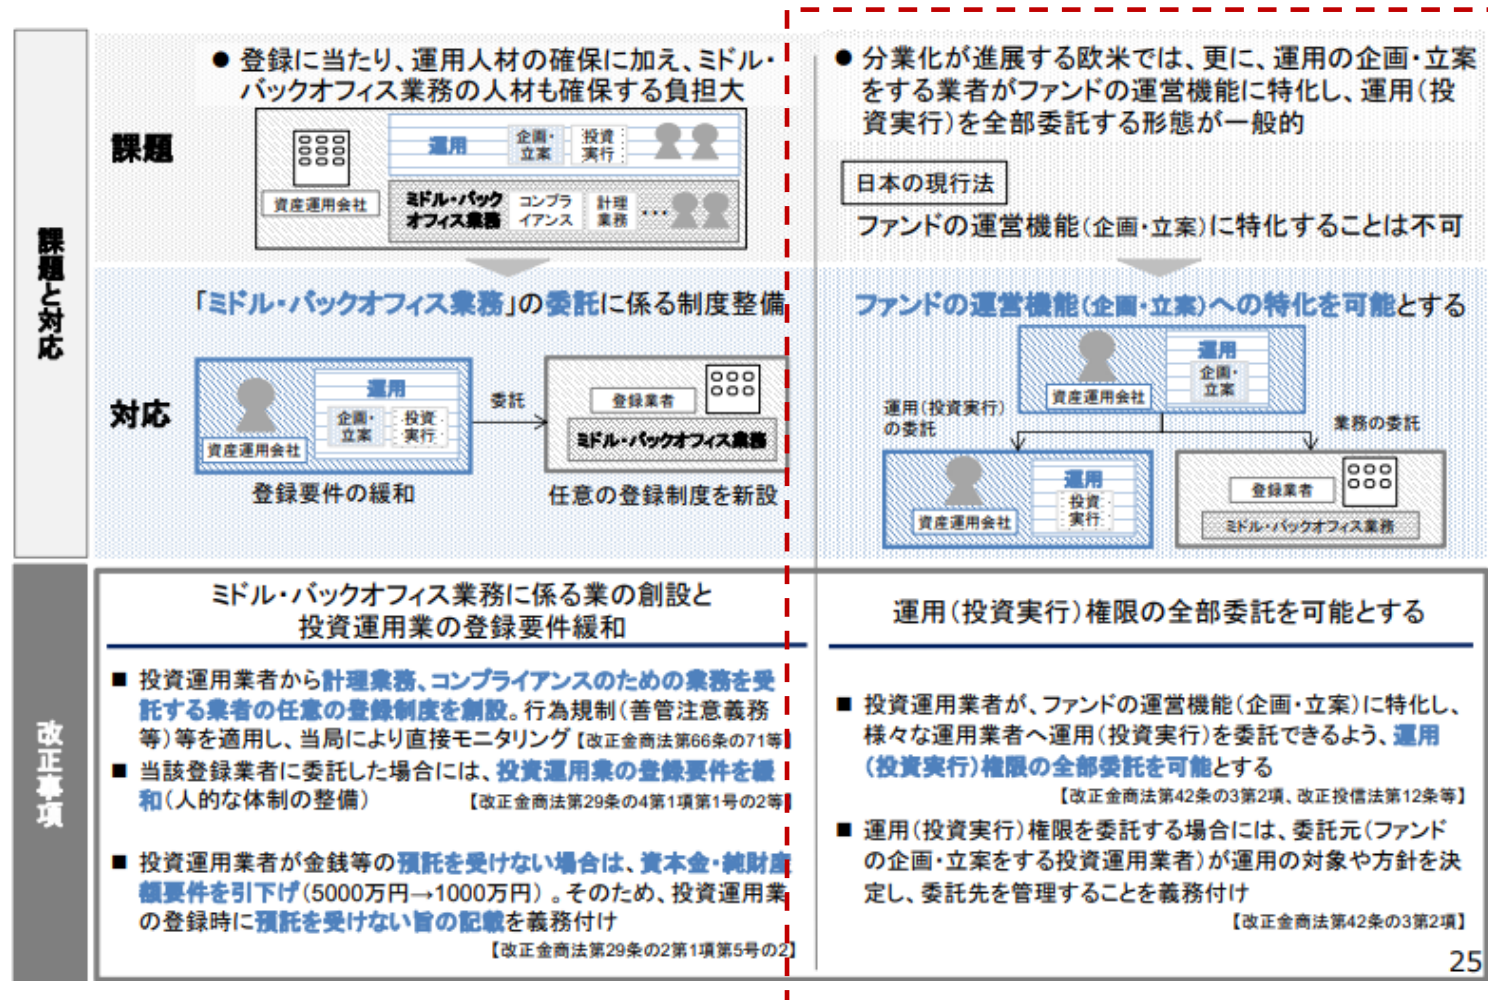 課題と対応
課題
● 登録に当たり、運用人材の確保に加え、ミドル・
バックオフィス業務の人材も確保する負担大
資産運用会社
運用
企画・
立案
投資
実行
ミドル・バック
オフィス業務
コンプラ
イアンス
計理
業務
…
● 分業化が進展する欧米では、更に、運用の企画・立案
をする業者がファンドの運営機能に特化し、運用(投
資実行)を全部委託する形態が一般的
日本の現行法
ファンドの運営機能(企画・立案)に特化することは不可
対応
「ミドル・バックオフィス業務」の委託に係る制度整備
運用
企画・
立案
投資
実行
資産運用会社
委託
登録業者
ミドル・バックオフィス業務
登録要件の緩和
任意の登録制度を新設
ファンドの運営機能(企画・立案)への特化を可能とする
運用
企画・
立案
資産運用会社
運用(投資実行)
の委託
業務の委託
運用
投資
実行
資産運用会社
登録業者
ミドル・バックオフィス業務
改正事項
ミドル・バックオフィス業務に係る業の創設と
投資運用業の登録要件緩和
■ 投資運用業者から計理業務、コンプライアンスのための業務を受
託する業者の任意の登録制度を創設。行為規制(善管注意義務
等)等を適用し、当局により直接モニタリング【改正金商法第66条の71等】
■ 当該登録業者に委託した場合には、投資運用業の登録要件を緩
和(人的な体制の整備) 【改正金商法第29条の4第1項第1号の2等】
■ 投資運用業者が金銭等の預託を受けない場合は、資本金・純財産
額要件を引下げ(5000万円→1000万円)。そのため、投資運用業
の登録時に預託を受けない旨の記載を義務付け
【改正金商法第29条の2第1項第5号の2】
運用(投資実行)権限の全部委託を可能とする
■ 投資運用業者が、ファンドの運営機能(企画・立案)に特化し、
様々な運用業者へ運用(投資実行)を委託できるよう、運用
(投資実行)権限の全部委託を可能とする
【改正金商法第42条の3第2項、改正投信法第12条等】
■ 運用(投資実行)権限を委託する場合には、委託元(ファンド
の企画・立案をする投資運用業者)が運用の対象や方針を決
定し、委託先を管理することを義務付け
【改正金商法第42条の3第2項】
25